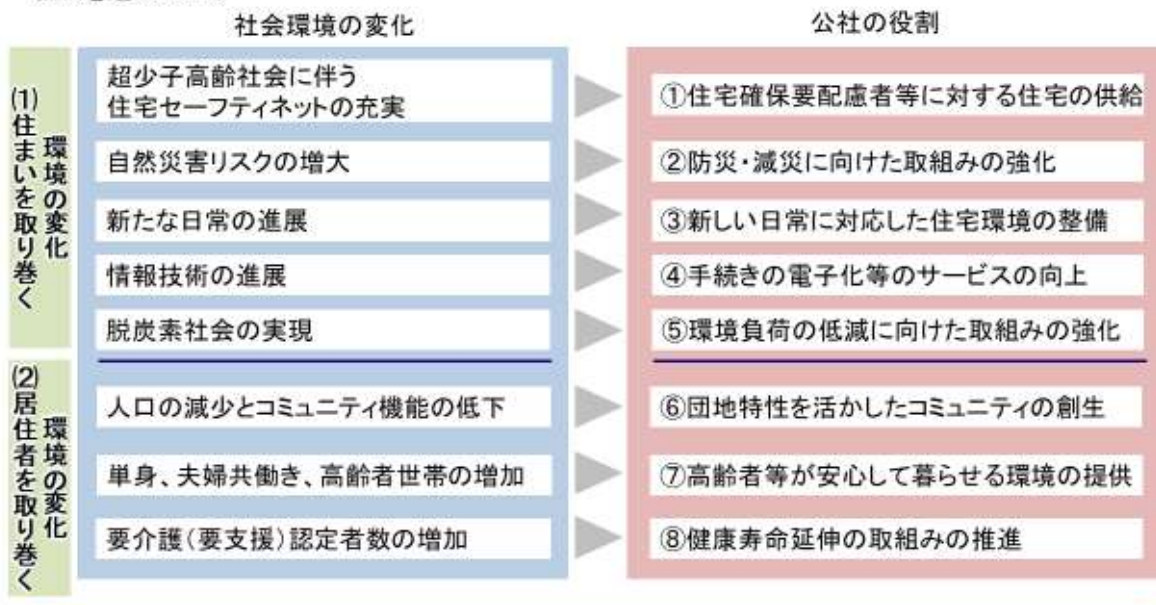 社会環境の変化
公社の役割
(1)住まいを取り巻く
環境の変化
超少子高齢社会に伴う
住宅セーフティネットの充実
①住宅確保要配慮者等に対する住宅の供給
自然災害リスクの増大
②防災・減災に向けた取組みの強化
新たな日常の進展
③新しい日常に対応した住宅環境の整備
情報技術の進展
④手続きの電子化等のサービスの向上
脱炭素社会の実現
⑤環境負荷の低減に向けた取組みの強化
(2)居住者を取り巻く
環境の変化
人口の減少とコミュニティ機能の低下
⑥団地特性を活かしたコミュニティの創生
単身、夫婦共働き、高齢者世帯の増加
⑦高齢者等が安心して暮らせる環境の提供
要介護(要支援)認定者数の増加
⑧健康寿命延伸の取組みの推進